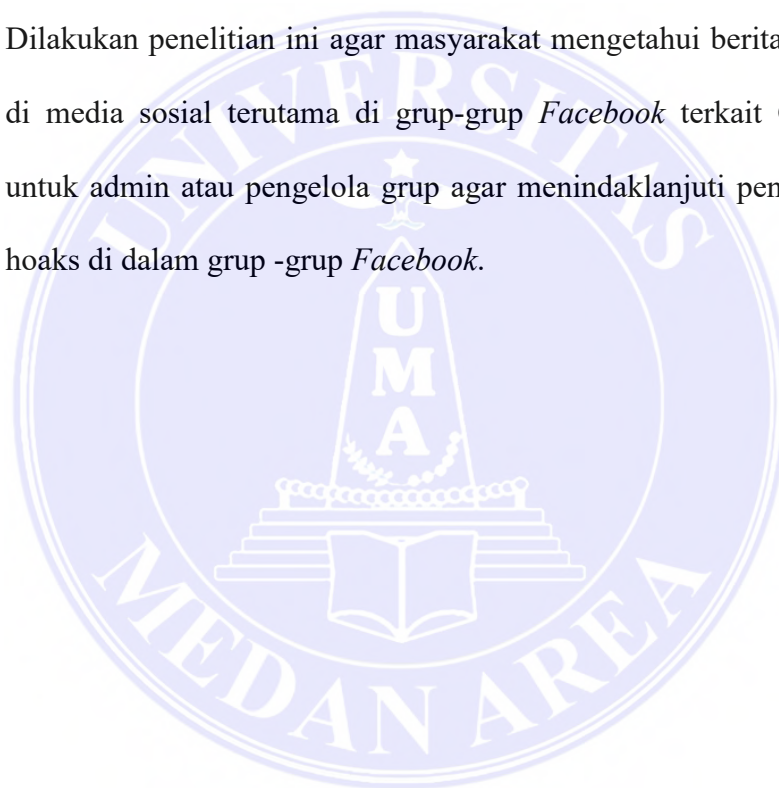 Dilakukan penelitian ini agar masyarakat mengetahui berita
di media sosial terutama di grup-grup Facebook terkait
untuk admin atau pengelola grup agar menindaklanjuti
hoaks di dalam grup -grup Facebook.
UNIVERSITAS
UMA
MEDAN AREA